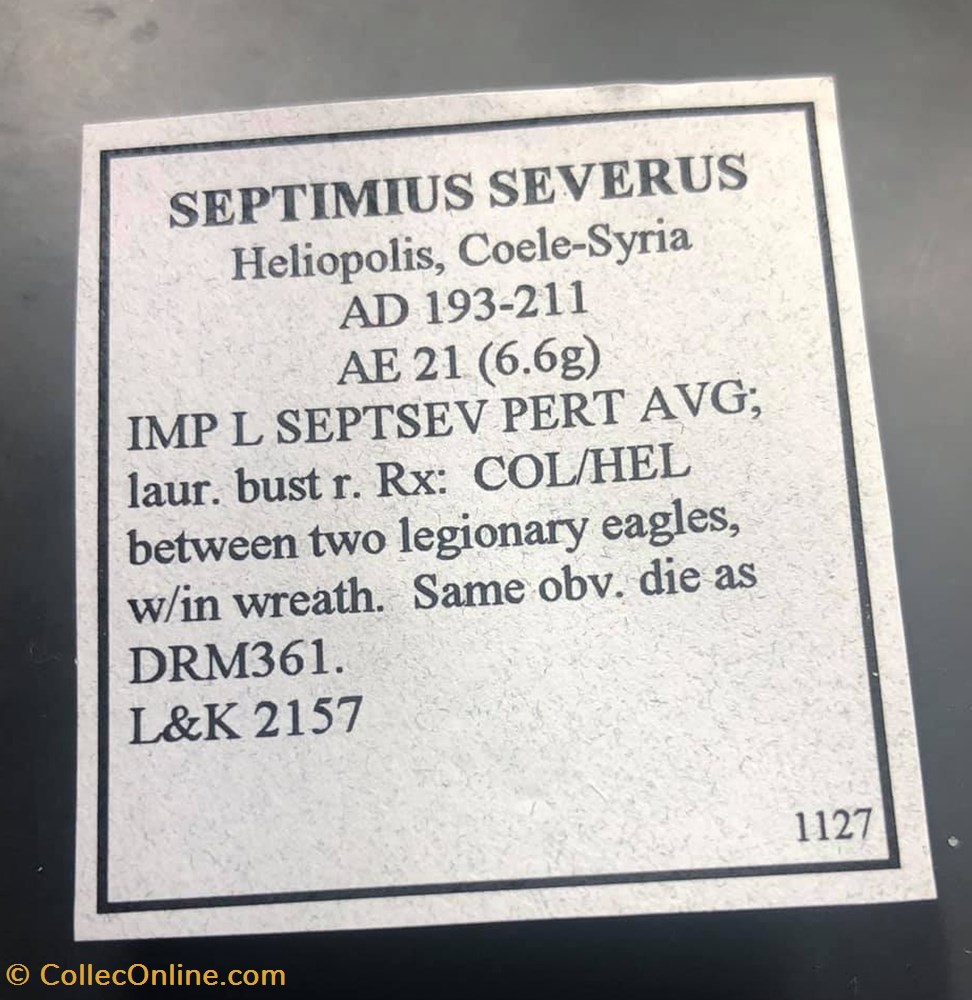 SEPTIMIUS SEVERUS
Heliopolis, Coele-Syria
AD 193-211
AE 21 (6.6g)
IMP L SEPTSEV PERT AVG;
laur. bust r. Rx: COL/HEL
between two legionary eagles,
w/in wreath. Same obv. die as
DRM361.
L&K 2157
1127
© CollecOnline.com